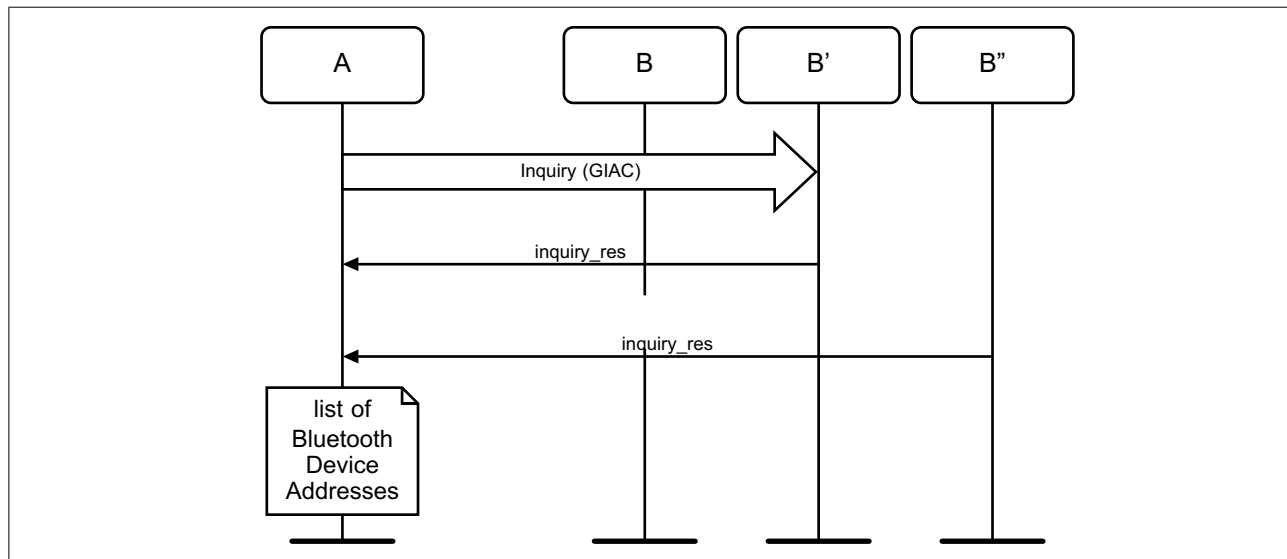 A
B
B’
B”
Inquiry (GIAC)
inquiry_res
inquiry_res
list of
Bluetooth
Device
Addresses